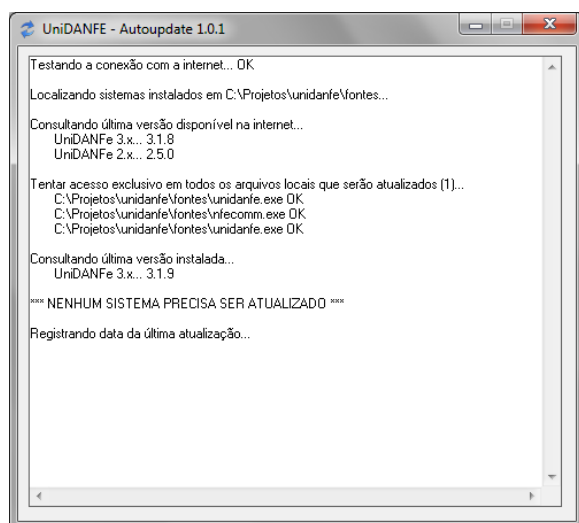 UniDANFE - Autoupdate 1.0.1
Testando a conexão com a internet... OK
Localizando sistemas instalados em C:\Projetos\unidanfe\fontes...
Consultando última versão disponível na internet...
UniDANFe 3.x... 3.1.8
UniDANFe 2.x... 2.5.0
Tentar acesso exclusivo em todos os arquivos locais que serão atualizados (1)...
C:\Projetos\unidanfe\fontes\unidanfe.exe OK
C:\Projetos\unidanfe\fontes\nfecomm.exe OK
C:\Projetos\unidanfe\fontes\unidanfe.exe OK
Consultando última versão instalada...
UniDANFe 3.x... 3.1.9
*** NENHUM SISTEMA PRECISA SER ATUALIZADO ***
Registrando data da última atualização...